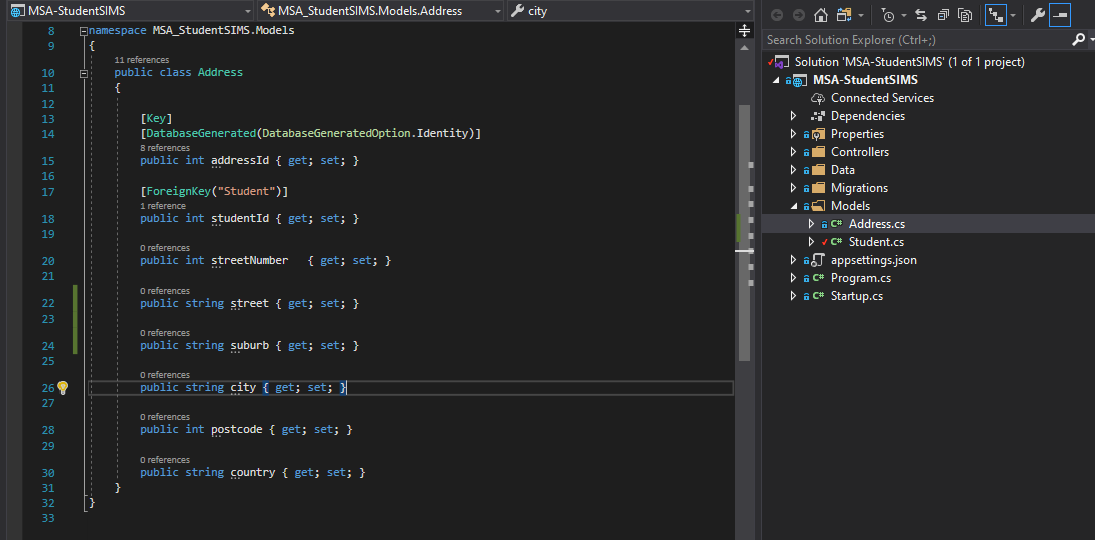 MSA-StudentSIMS
MSA_StudentSIMS.Models.Address
city
8 namespace MSA_StudentSIMS.Models
9 {
11 references
10 public class Address
11 {
12
13 [Key]
14 [DatabaseGenerated(DatabaseGeneratedOption.Identity)]
8 references
15 public int addressId { get; set; }
16
17 [ForeignKey("Student")]
1 reference
18 public int studentId { get; set; }
19
0 references
20 public int streetNumber { get; set; }
21
0 references
22 public string street { get; set; }
23
0 references
24 public string suburb { get; set; }
25
0 references
26 public string city { get; set; }
27
0 references
28 public int postcode { get; set; }
29
0 references
30 public string country { get; set; }
31 }
32 }
33
Search Solution Explorer (Ctrl+;)
Solution 'MSA-StudentSIMS' (1 of 1 project)
MSA-StudentSIMS
Connected Services
Dependencies
Properties
Controllers
Data
Migrations
Models
C# Address.cs
C# Student.cs
appsettings.json
C# Program.cs
C# Startup.cs